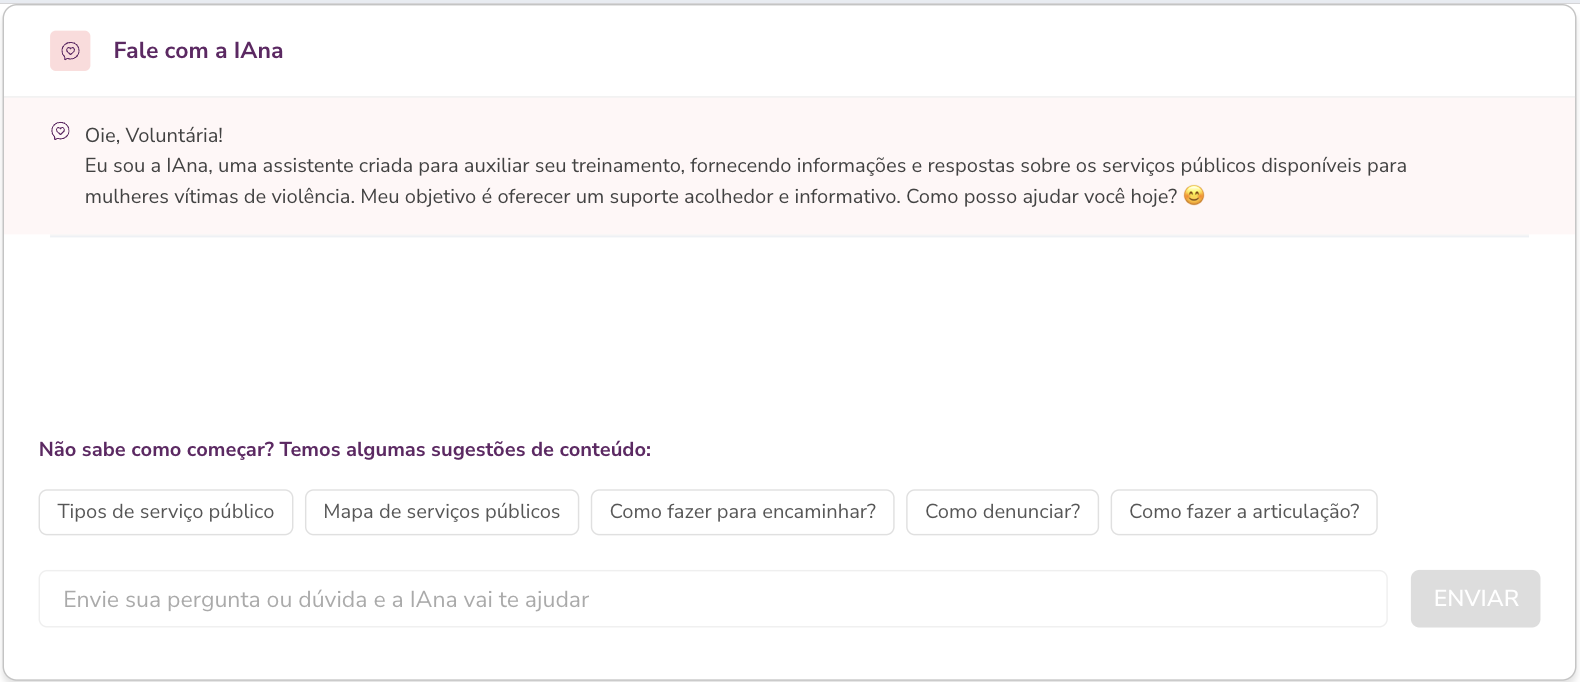 Fale com a IAna
Oie, Voluntária!
Eu sou a IAna, uma assistente criada para auxiliar seu treinamento, fornecendo informações e respostas sobre os serviços públicos disponíveis para
mulheres vítimas de violência. Meu objetivo é oferecer um suporte acolhedor e informativo. Como posso ajudar você hoje? 😊
Não sabe como começar? Temos algumas sugestões de conteúdo:
Tipos de serviço público
Mapa de serviços públicos
Como fazer para encaminhar?
Como denunciar?
Como fazer a articulação?
Envie sua pergunta ou dúvida e a IAna vai te ajudar
ENVIAR